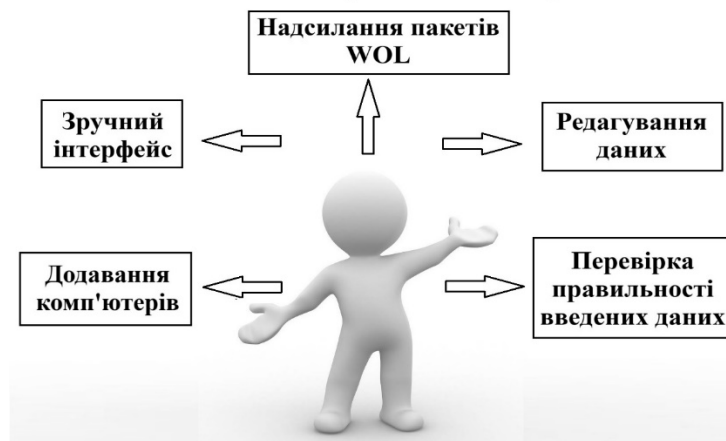 Надсилання пакетів
WOL
Зручний
інтерфейс
Редагування
даних
Додавання
комп'ютерів
Перевірка
правильності
введених даних